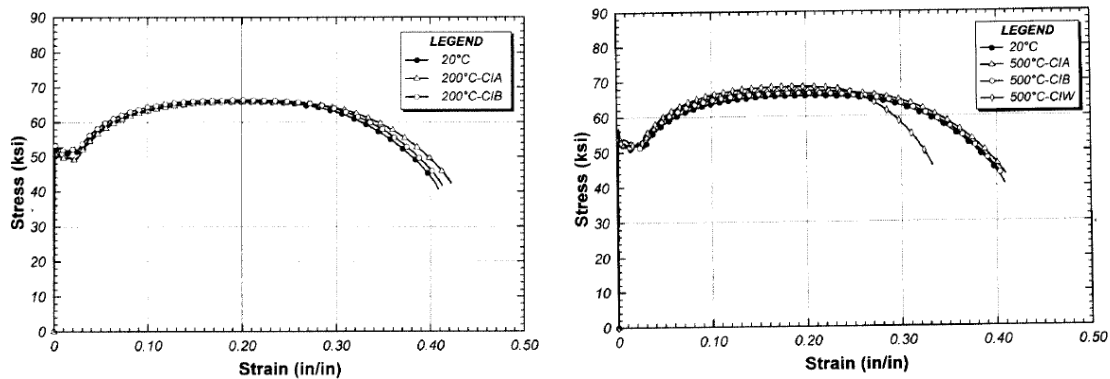 90
80
70
60
50
40
30
20
10
0
Stress (ksi)
LEGEND
20°C
200°C-CIA
200°C-CIB
0 0.10 0.20 0.30 0.40 0.50
Strain (in/in)
90
80
70
60
50
40
30
20
10
0
Stress (ksi)
LEGEND
20°C
500°C-CIA
500°C-CIB
500°C-CIW
0 0.10 0.20 0.30 0.40 0.50
Strain (in/in)